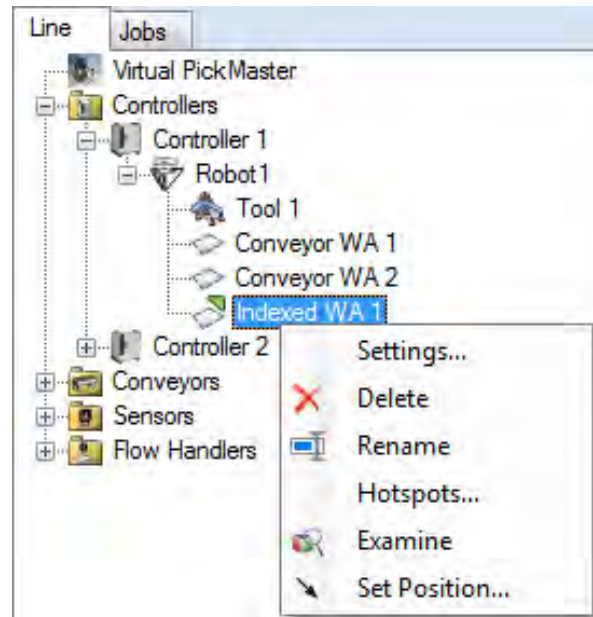 Line Jobs
Virtual PickMaster
Controllers
Controller 1
Robot1
Tool 1
Conveyor WA 1
Conveyor WA 2
Indexed WA 1
Controller 2
Conveyors
Sensors
Flow Handlers
Settings...
Delete
Rename
Hotspots...
Examine
Set Position...